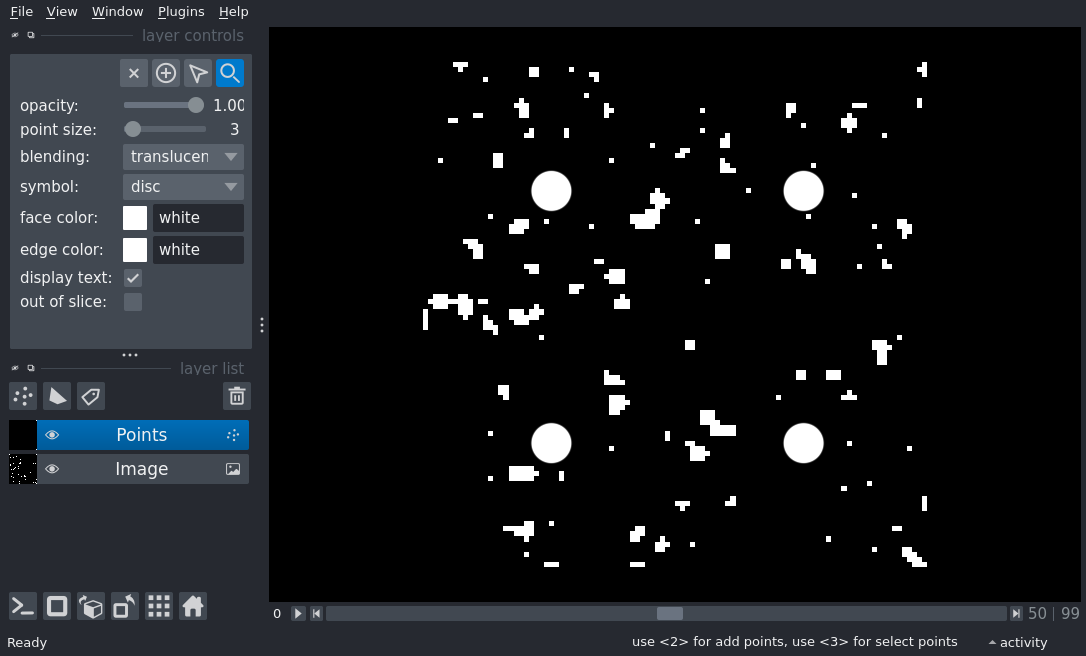 File View Window Plugins Help
layer controls
opacity: 1.00
point size: 3
blending: translucen
symbol: disc
face color: white
edge color: white
display text:
out of slice:
layer list
Points
Image
0 50 99
Ready use <2> for add points, use <3> for select points activity